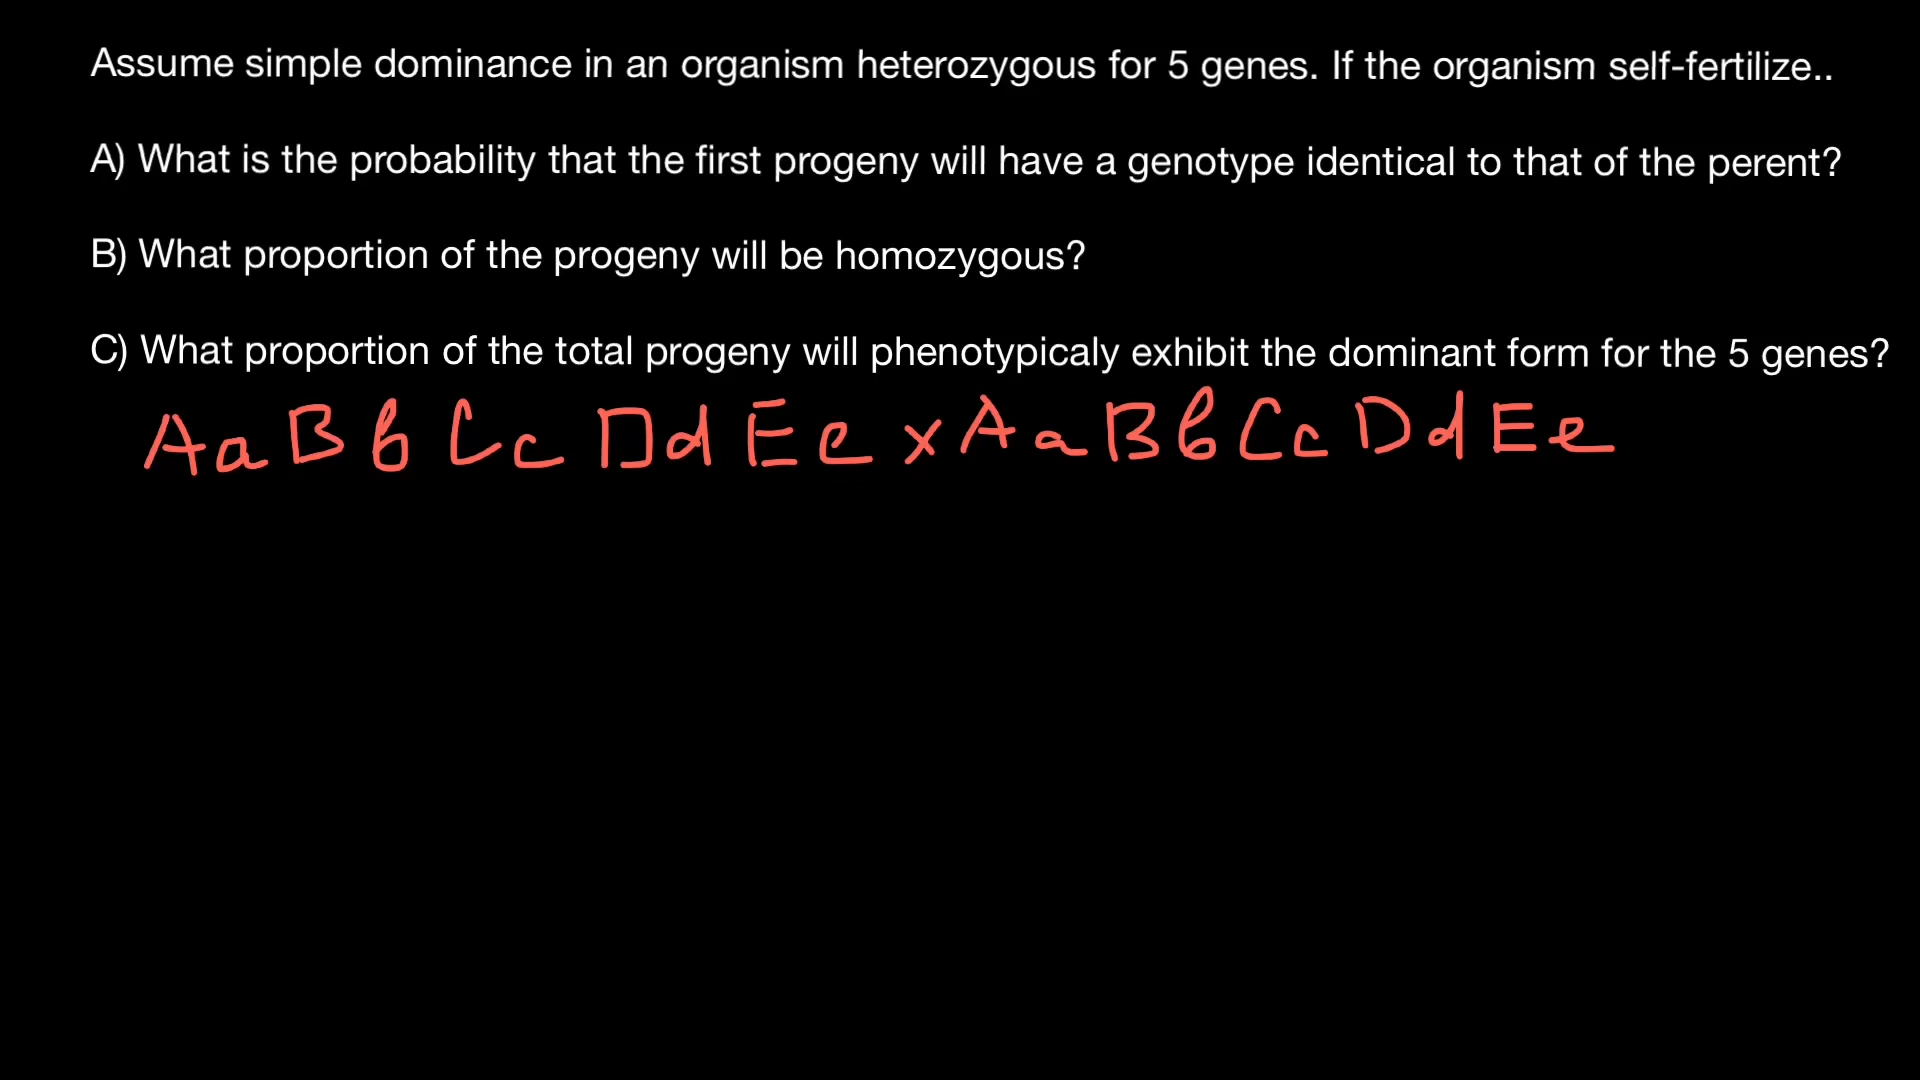 Assume simple dominance in an organism heterozygous for 5 genes. If the organism self-fertilize..
A) What is the probability that the first progeny will have a genotype identical to that of the perent?
B) What proportion of the progeny will be homozygous?
C) What proportion of the total progeny will phenotypicaly exhibit the dominant form for the 5 genes?
AaBbCcDdEe x AaBbCcDdEe